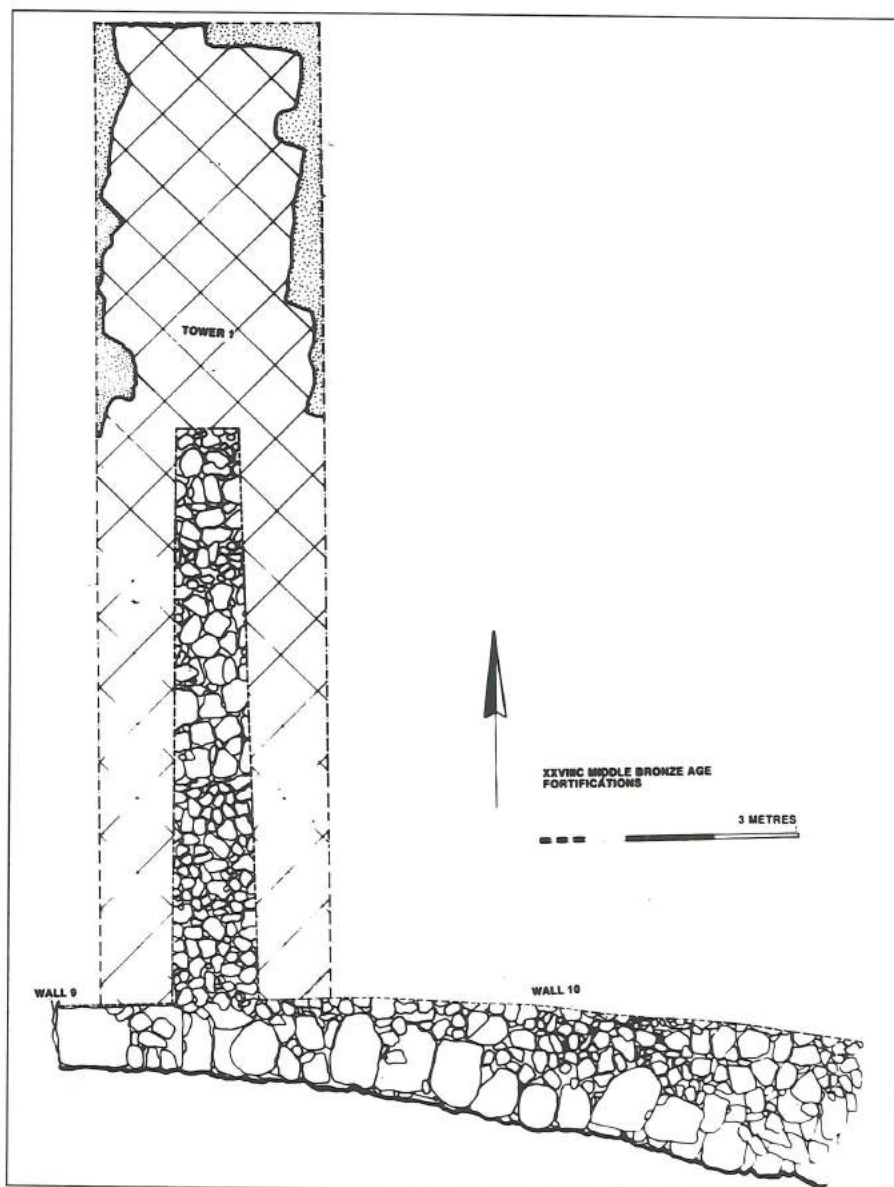 TOWER 1
XXVIIIC MIDDLE BRONZE AGE
FORTIFICATIONS
3 METRES
WALL 9
WALL 10